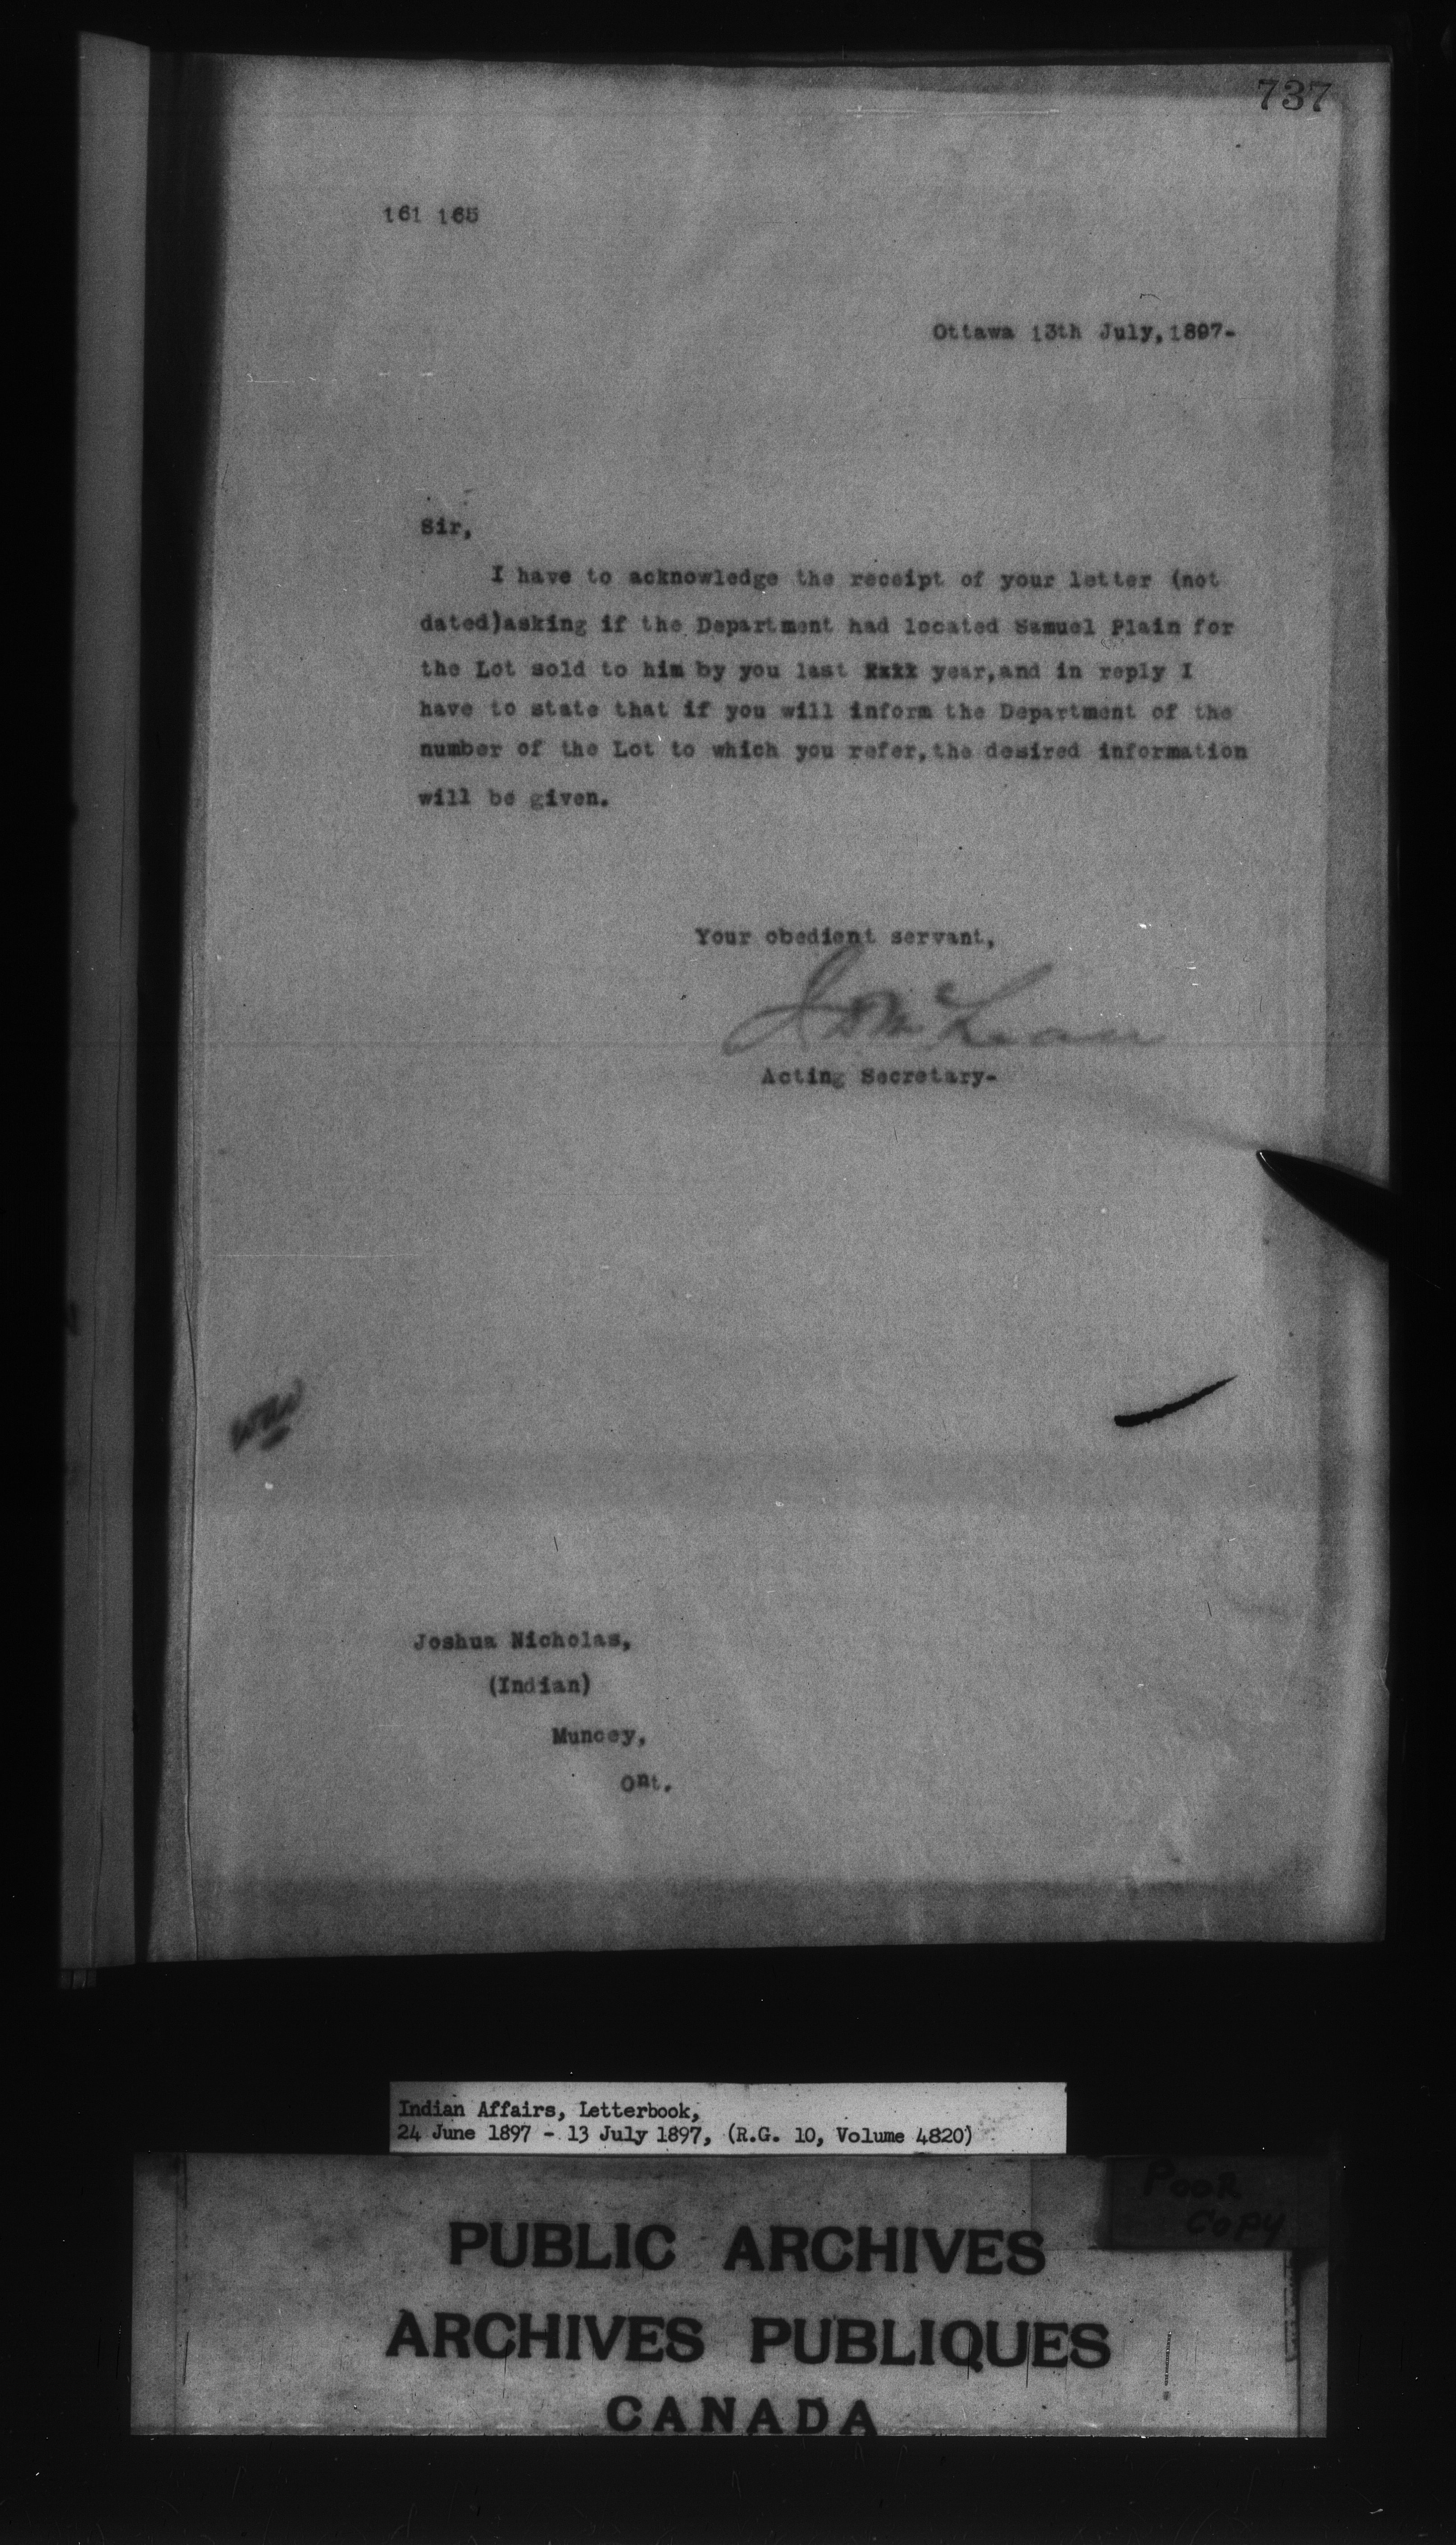 737
161 165
Ottawa 13th July,1897-
Sir,
I have to acknowledge the receipt of your letter (not
dated)asking if the Department had located Samuel Plain for
the Lot sold to him by you last xxxx year,and in reply I
have to state that if you will inform the Department of the
number of the Lot to which you refer,the desired information
will be given.
Your obedient servant,
JDMcLean
Acting Secretary-
Joshua Nicholas,
(Indian)
Muncey,
Ont.
Indian Affairs, Letterbook,
24 June 1897 - 13 July 1897, (R.G. 10, Volume 4820)
POOR
COPY
PUBLIC ARCHIVES
ARCHIVES PUBLIQUES
CANADA